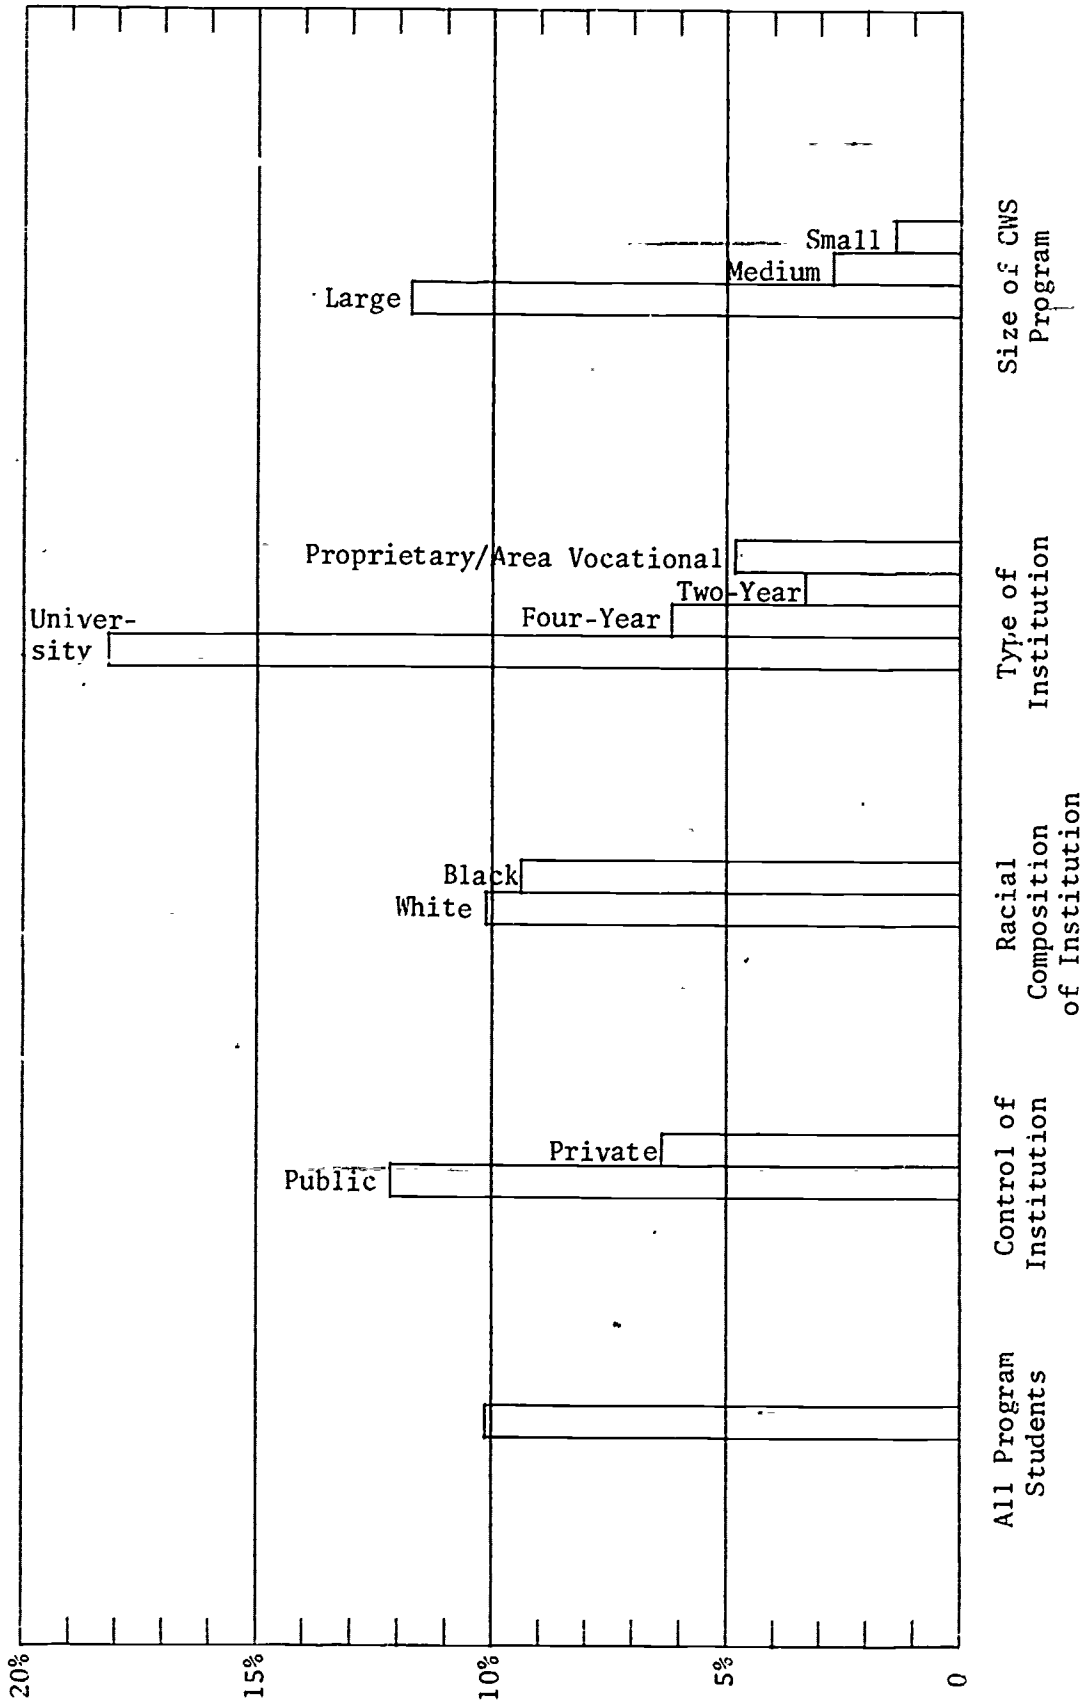 20%
15%
10%
5%
0
Univer-
sity
Public
Large
White
Black
Private
Four-Year
Two-Year
Proprietary/Area Vocational
Medium
Small
All Program
Students
Control of
Institution
Racial
Composition
of Institution
Type of
Institution
Size of CWS
Program